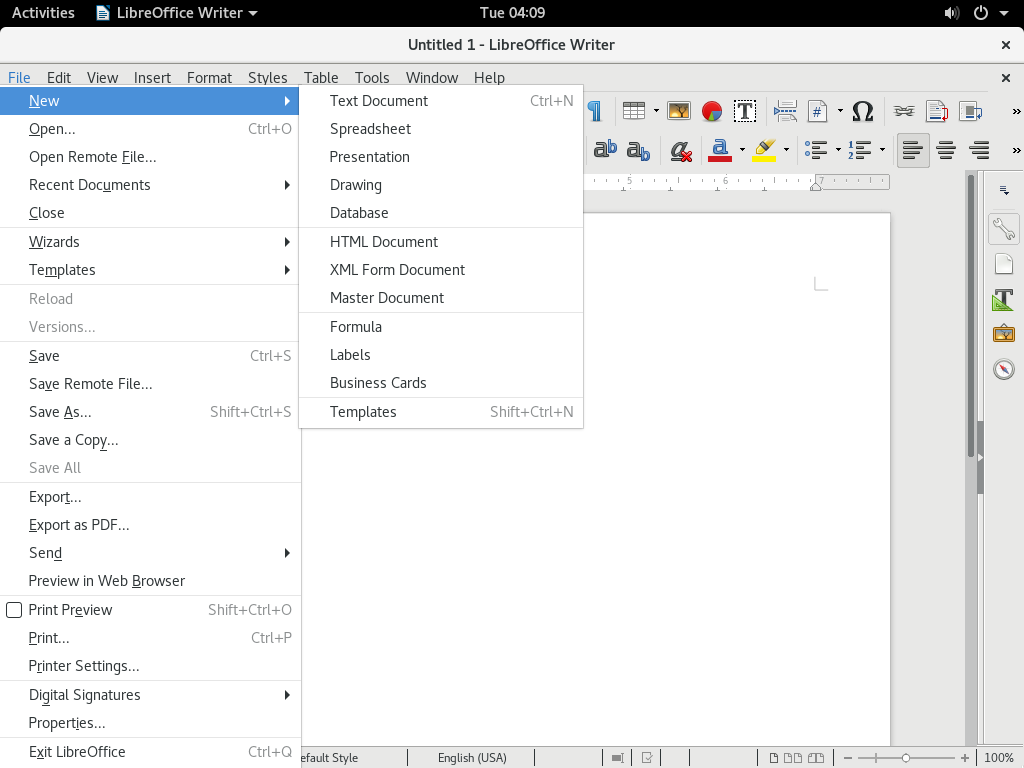 Activities LibreOffice Writer Tue 04:09
Untitled 1 - LibreOffice Writer
File Edit View Insert Format Styles Table Tools Window Help
New
Open... Ctrl+O
Open Remote File...
Recent Documents
Close
Wizards
Templates
Reload
Versions...
Save Ctrl+S
Save Remote File...
Save As... Shift+Ctrl+S
Save a Copy...
Save All
Export...
Export as PDF...
Send
Preview in Web Browser
Print Preview Shift+Ctrl+O
Print... Ctrl+P
Printer Settings...
Digital Signatures
Properties...
Exit LibreOffice Ctrl+Q
Text Document Ctrl+N
Spreadsheet
Presentation
Drawing
Database
HTML Document
XML Form Document
Master Document
Formula
Labels
Business Cards
Templates Shift+Ctrl+N
5 6 7
efault Style English (USA) 100%